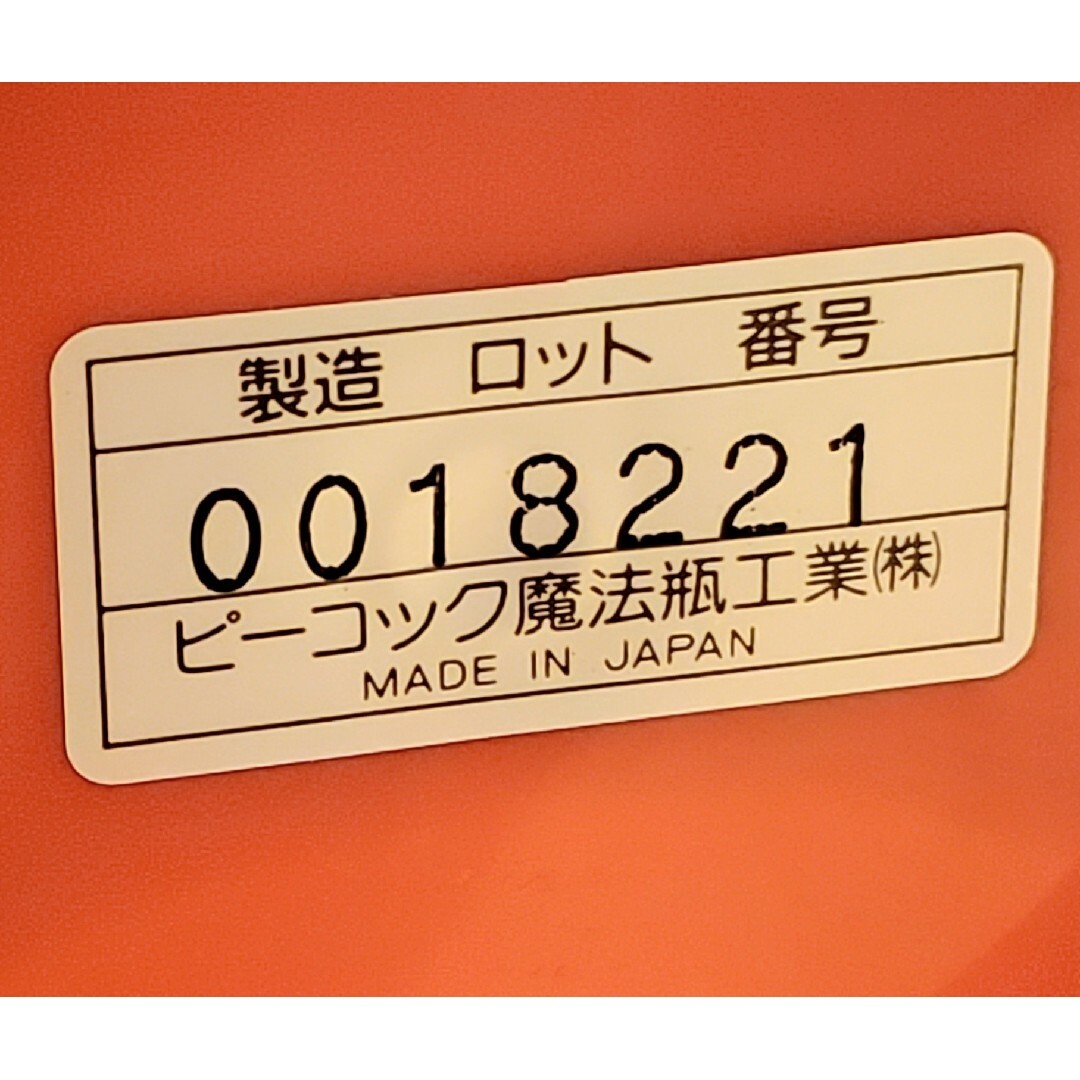 製造 ロット 番号
0018221
ピーコック魔法瓶工業㈱
MADE IN JAPAN